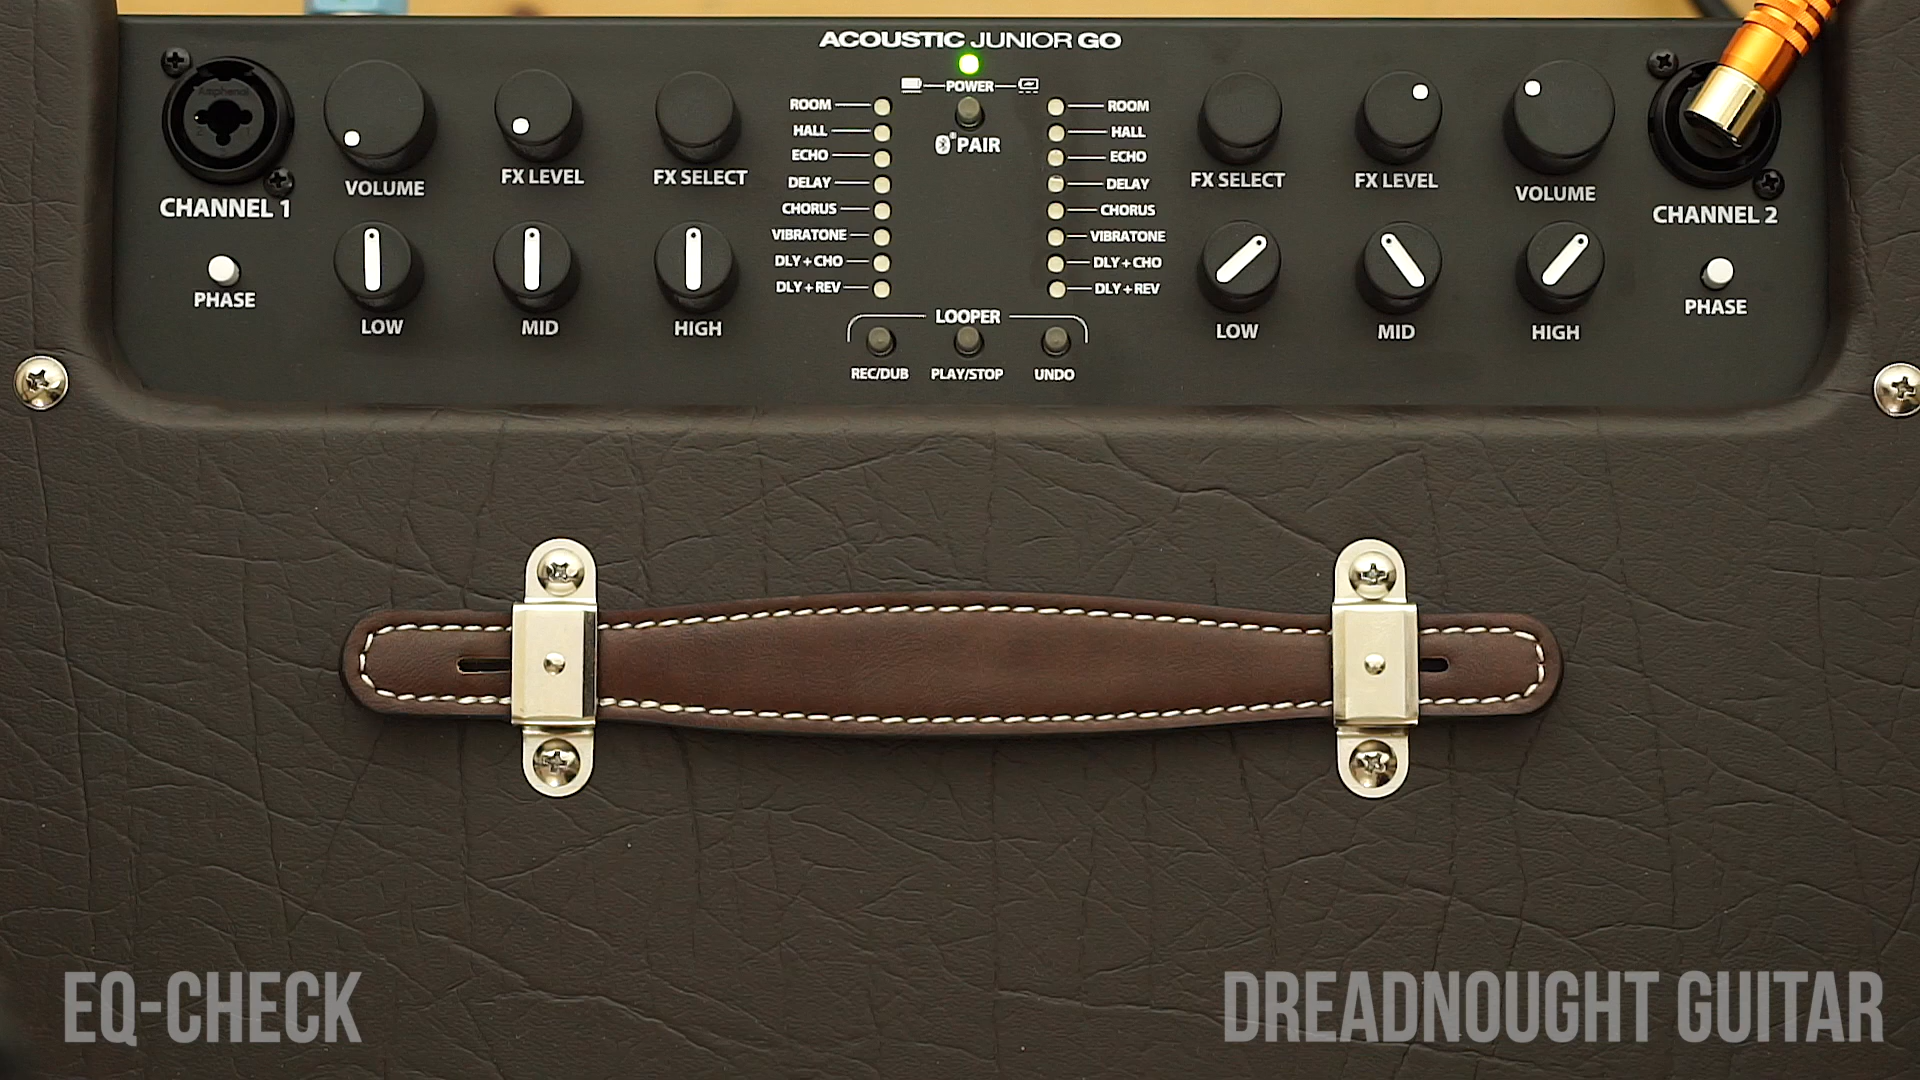 ACOUSTIC JUNIOR GO
Amphenol
POWER
PAIR
ROOM
HALL
ECHO
DELAY
CHORUS
VIBRATONE
DLY + CHO
DLY + REV
ROOM
HALL
ECHO
DELAY
CHORUS
VIBRATONE
DLY + CHO
DLY + REV
VOLUME
FX LEVEL
FX SELECT
FX SELECT
FX LEVEL
VOLUME
CHANNEL 1
CHANNEL 2
PHASE
LOW
MID
HIGH
LOW
MID
HIGH
PHASE
LOOPER
REC/DUB
PLAY/STOP
UNDO
EQ-CHECK
DREADNOUGHT GUITAR